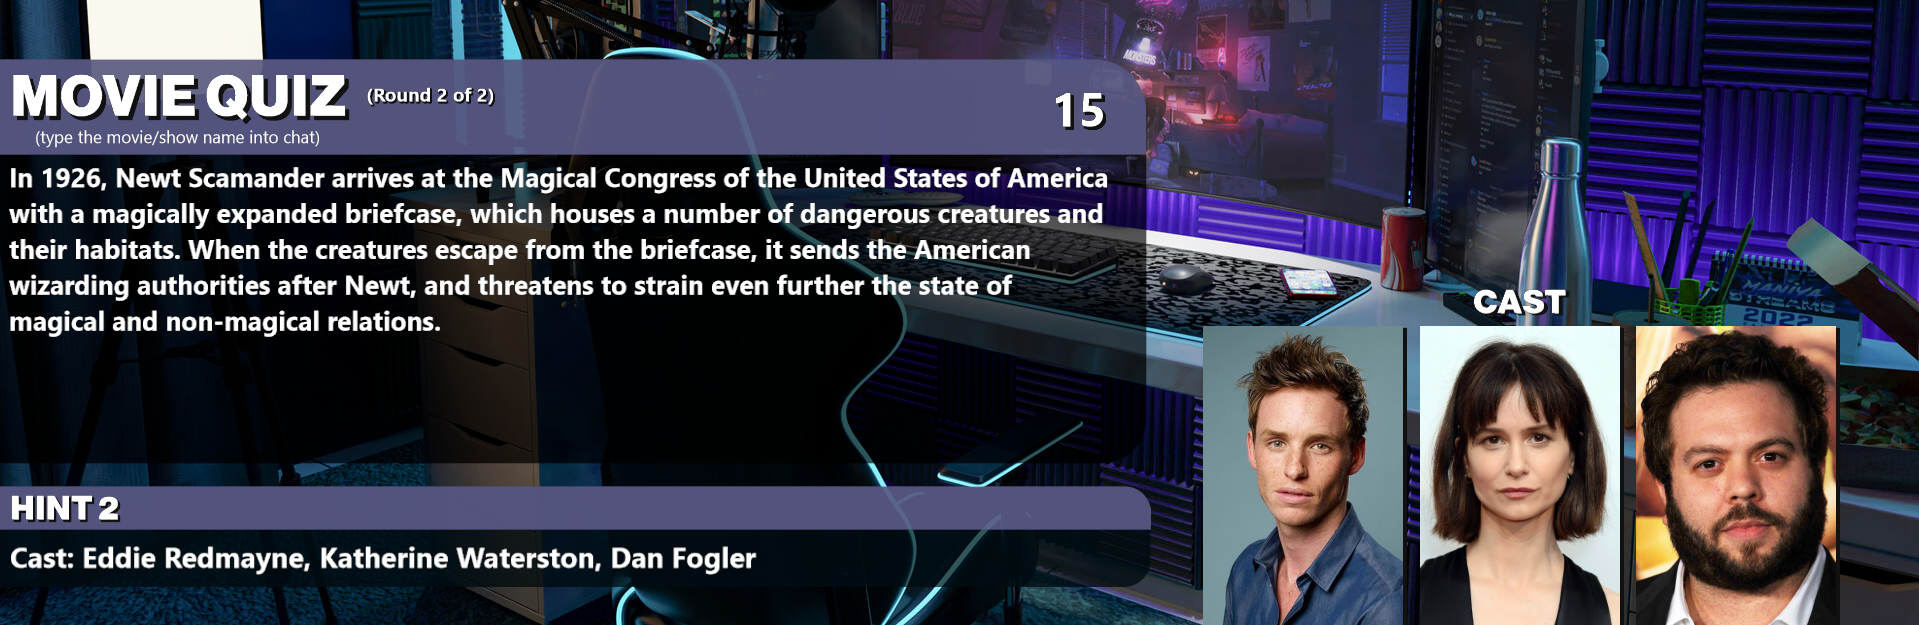 MOVIE QUIZ (Round 2 of 2)
15
(type the movie/show name into chat)
In 1926, Newt Scamander arrives at the Magical Congress of the United States of America
with a magically expanded briefcase, which houses a number of dangerous creatures and
their habitats. When the creatures escape from the briefcase, it sends the American
wizarding authorities after Newt, and threatens to strain even further the state of
magical and non-magical relations.
CAST
HINT 2
Cast: Eddie Redmayne, Katherine Waterston, Dan Fogler
MONSTERS
MANIVA
STREAMS
2022